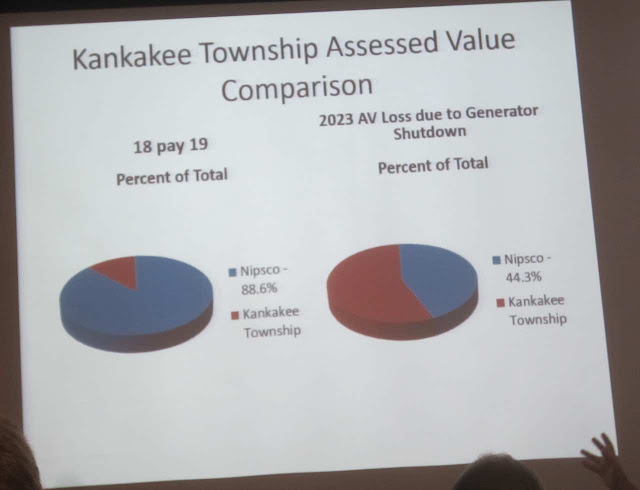 Kankakee Township Assessed Value
Comparison
18 pay 19
Percent of Total
Nipsco -
88.6%
Kankakee
Township
2023 AV Loss due to Generator
Shutdown
Percent of Total
Nipsco -
44.3%
Kankakee
Township